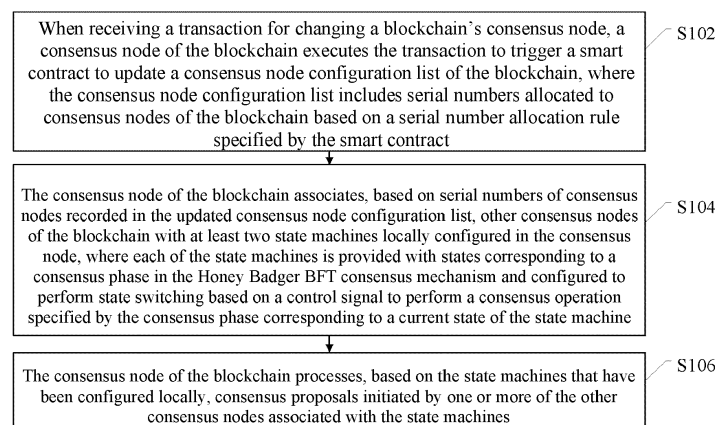 When receiving a transaction for changing a blockchain's consensus node, a
consensus node of the blockchain executes the transaction to trigger a smart
contract to update a consensus node configuration list of the blockchain, where
the consensus node configuration list includes serial numbers allocated to
consensus nodes of the blockchain based on a serial number allocation rule
specified by the smart contract
S102
The consensus node of the blockchain associates, based on serial numbers of consensus
nodes recorded in the updated consensus node configuration list, other consensus nodes
of the blockchain with at least two state machines locally configured in the consensus
node, where each of the state machines is provided with states corresponding to a
consensus phase in the Honey Badger BFT consensus mechanism and configured to
perform state switching based on a control signal to perform a consensus operation
specified by the consensus phase corresponding to a current state of the state machine
S104
The consensus node of the blockchain processes, based on the state machines that have
been configured locally, consensus proposals initiated by one or more of the other
consensus nodes associated with the state machines
S106